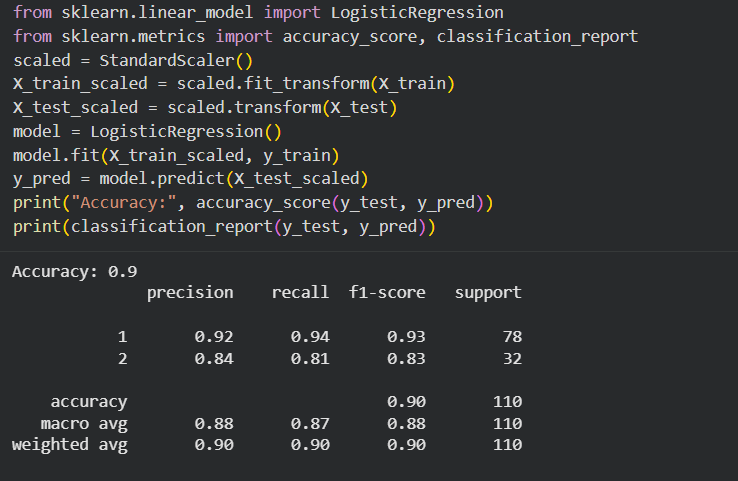 from sklearn.linear_model import LogisticRegression
from sklearn.metrics import accuracy_score, classification_report
scaled = StandardScaler()
X_train_scaled = scaled.fit_transform(X_train)
X_test_scaled = scaled.transform(X_test)
model = LogisticRegression()
model.fit(X_train_scaled, y_train)
y_pred = model.predict(X_test_scaled)
print("Accuracy:", accuracy_score(y_test, y_pred))
print(classification_report(y_test, y_pred))
Accuracy: 0.9
precision recall f1-score support
1 0.92 0.94 0.93 78
2 0.84 0.81 0.83 32
accuracy 0.90 110
macro avg 0.88 0.87 0.88 110
weighted avg 0.90 0.90 0.90 110